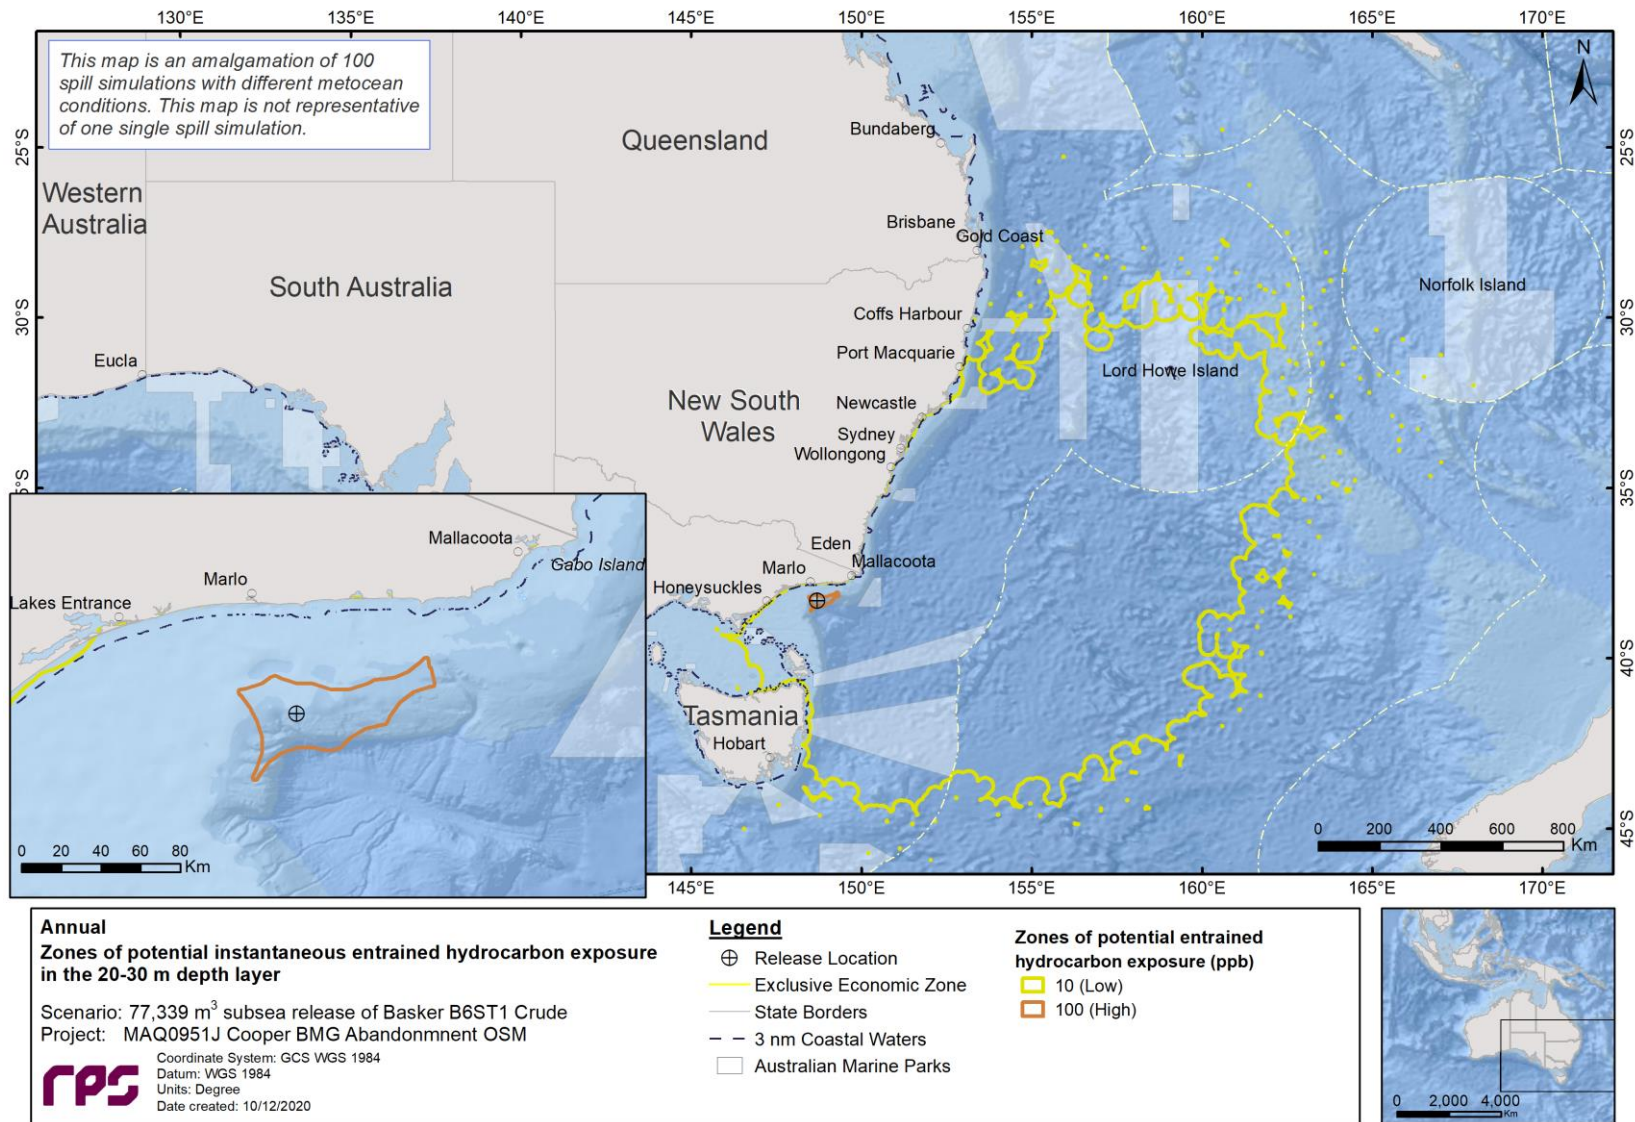 130°E 135°E 140°E 145°E 150°E 155°E 160°E 165°E 170°E
This map is an amalgamation of 100
spill simulations with different metocean
conditions. This map is not representative
of one single spill simulation.
N
Bundaberg
Queensland
25°S 25°S
Western
Australia
Brisbane
Gold Coast
South Australia
Norfolk Island
Coffs Harbour
30°S 30°S
Port Macquarie
Eucla
Lord Howe Island
New South
Wales
Newcastle
Sydney
Wollongong
5°S 35°S
Mallacoota
Gabo Island
Marlo
Lakes Entrance
Eden
Mallacoota
Marlo
Honeysuckles
40°S
Tasmania
Hobart
0 20 40 60 80
Km
0 200 400 600 800
Km
45°S
145°E 150°E 155°E 160°E 165°E 170°E
Annual
Zones of potential instantaneous entrained hydrocarbon exposure
in the 20-30 m depth layer
Scenario: 77,339 m³ subsea release of Basker B6ST1 Crude
Project: MAQ0951J Cooper BMG Abandonmnent OSM
rps
Coordinate System: GCS WGS 1984
Datum: WGS 1984
Units: Degree
Date created: 10/12/2020
Legend
Release Location
Exclusive Economic Zone
State Borders
3 nm Coastal Waters
Australian Marine Parks
Zones of potential entrained
hydrocarbon exposure (ppb)
10 (Low)
100 (High)
0 2,000 4,000
Km